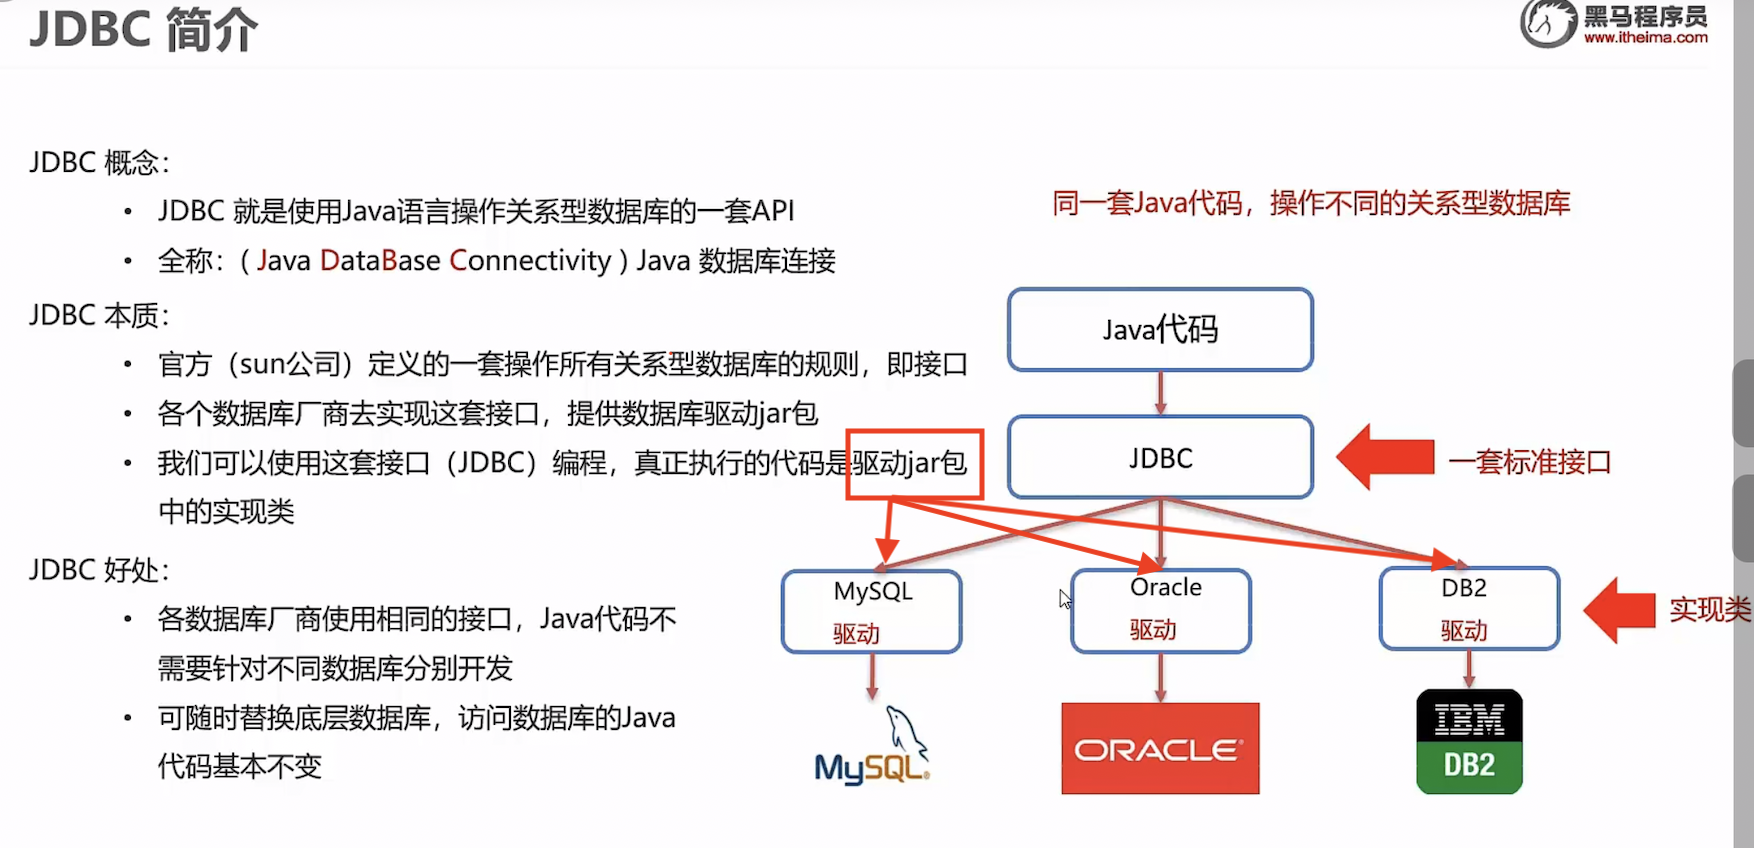 JDBC 简介
黑马程序员
www.itheima.com
JDBC 概念：
• JDBC 就是使用Java语言操作关系型数据库的一套API
• 全称：( Java DataBase Connectivity ) Java 数据库连接
JDBC 本质：
• 官方（sun公司）定义的一套操作所有关系型数据库的规则，即接口
• 各个数据库厂商去实现这套接口，提供数据库驱动jar包
• 我们可以使用这套接口（JDBC）编程，真正执行的代码是驱动jar包
中的实现类
JDBC 好处：
• 各数据库厂商使用相同的接口，Java代码不
需要针对不同数据库分别开发
• 可随时替换底层数据库，访问数据库的Java
代码基本不变
同一套Java代码，操作不同的关系型数据库
Java代码
JDBC
一套标准接口
MySQL
驱动
Oracle
驱动
DB2
驱动
实现类
MySQL®
ORACLE®
IBM
DB2